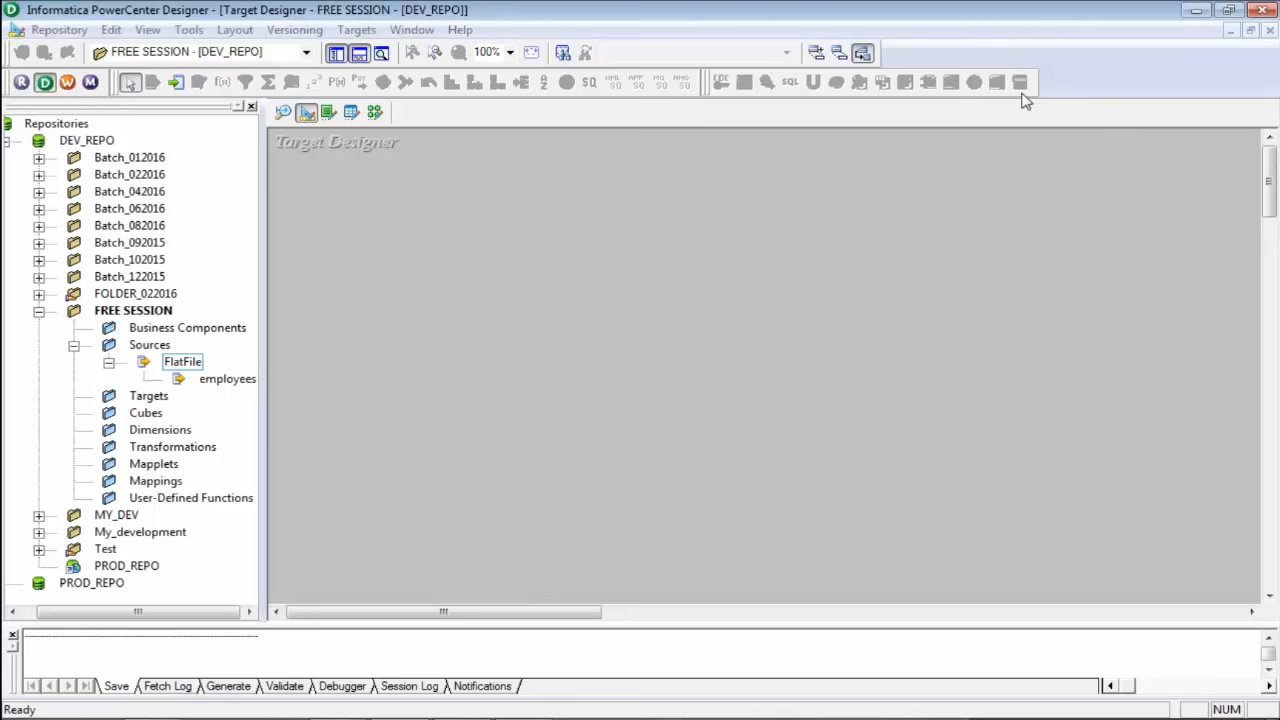 Informatica PowerCenter Designer - [Target Designer - FREE SESSION - [DEV_REPO]]
Repository Edit View Tools Layout Transformations Versioning Targets Window Help
FREE SESSION - [DEV_REPO]
100%
R D W M
f(x) P(x) SQ SQL
Repositories
DEV_REPO
Target Designer
Batch_012016
Batch_022016
Batch_042016
Batch_062016
Batch_082016
Batch_092015
Batch_102015
Batch_122015
FOLDER_022016
FREE SESSION
Business Components
Sources
FlatFile
employees
Targets
Cubes
Dimensions
Transformations
Mapplets
Mappings
User-Defined Functions
MY_DEV
My_development
Test
PROD_REPO
PROD_REPO
Save Fetch Log Generate Validate Debugger Session Log Notifications
Ready
NUM